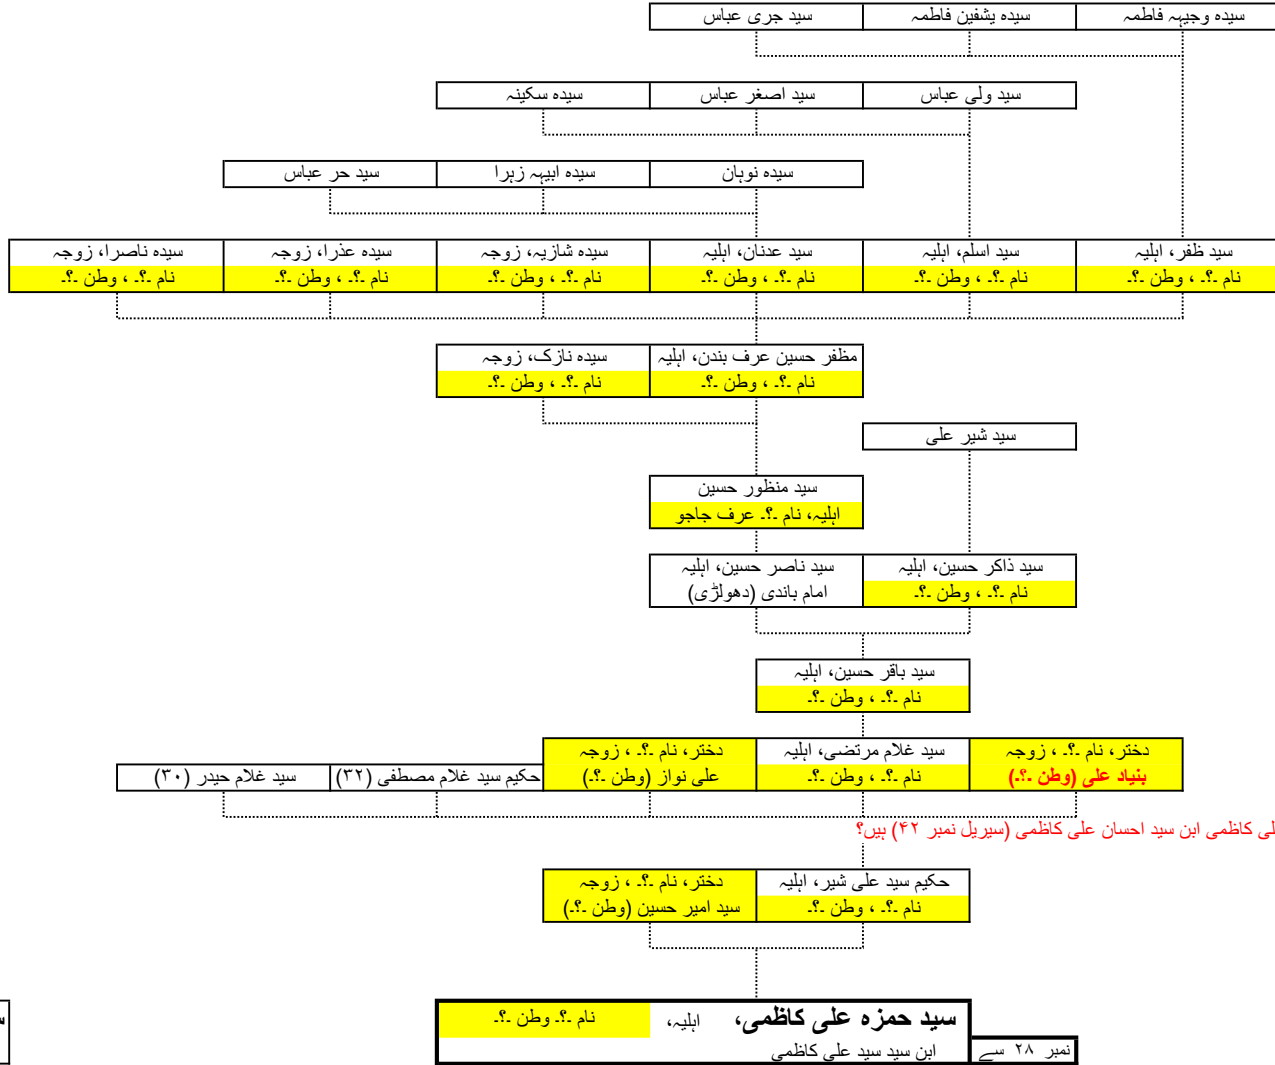 سیدہ وجیہہ فاطمہ
سیدہ یشفین فاطمہ
سید جری عباس
سید ولی عباس
سید اصغر عباس
سیدہ سکینہ
سیدہ نوہان
سیدہ ابیہہ زہرا
سید حر عباس
سید ظفر، اہلیہ
نام ۔؟۔ ، وطن ۔؟۔
سید اسلم، اہلیہ
نام ۔؟۔ ، وطن ۔؟۔
سید عدنان، اہلیہ
نام ۔؟۔ ، وطن ۔؟۔
سیدہ شازیہ، زوجہ
نام ۔؟۔ ، وطن ۔؟۔
سیدہ عذرا، زوجہ
نام ۔؟۔ ، وطن ۔؟۔
سیدہ ناصرا، زوجہ
نام ۔؟۔ ، وطن ۔؟۔
مظفر حسین عرف بندن، اہلیہ
نام ۔؟۔ ، وطن ۔؟۔
سیدہ نازک، زوجہ
نام ۔؟۔ ، وطن ۔؟۔
سید شیر علی
سید منظور حسین
اہلیہ، نام ۔؟۔ عرف جاجو
سید ذاکر حسین، اہلیہ
نام ۔؟۔ ، وطن ۔؟۔
سید ناصر حسین، اہلیہ
امام باندی (دھولڑی)
سید باقر حسین، اہلیہ
نام ۔؟۔ ، وطن ۔؟۔
دختر، نام ۔؟۔ ، زوجہ
بنیاد علی (وطن ۔؟۔)
سید غلام مرتضی، اہلیہ
نام ۔؟۔ ، وطن ۔؟۔
دختر، نام ۔؟۔ ، زوجہ
علی نواز (وطن ۔؟۔)
حکیم سید غلام مصطفی (۳۲)
سید غلام حیدر (۳۰)
کاظمی ابن سید احسان علی کاظمی (سیریل نمبر ۴۲) ہیں؟
حکیم سید علی شیر، اہلیہ
نام ۔؟۔ ، وطن ۔؟۔
دختر، نام ۔؟۔ ، زوجہ
سید امیر حسین (وطن ۔؟۔)
سید حمزہ علی کاظمی، اہلیہ، نام ۔؟۔ وطن ۔؟۔
ابن سید سید علی کاظمی
نمبر ۲۸ سے